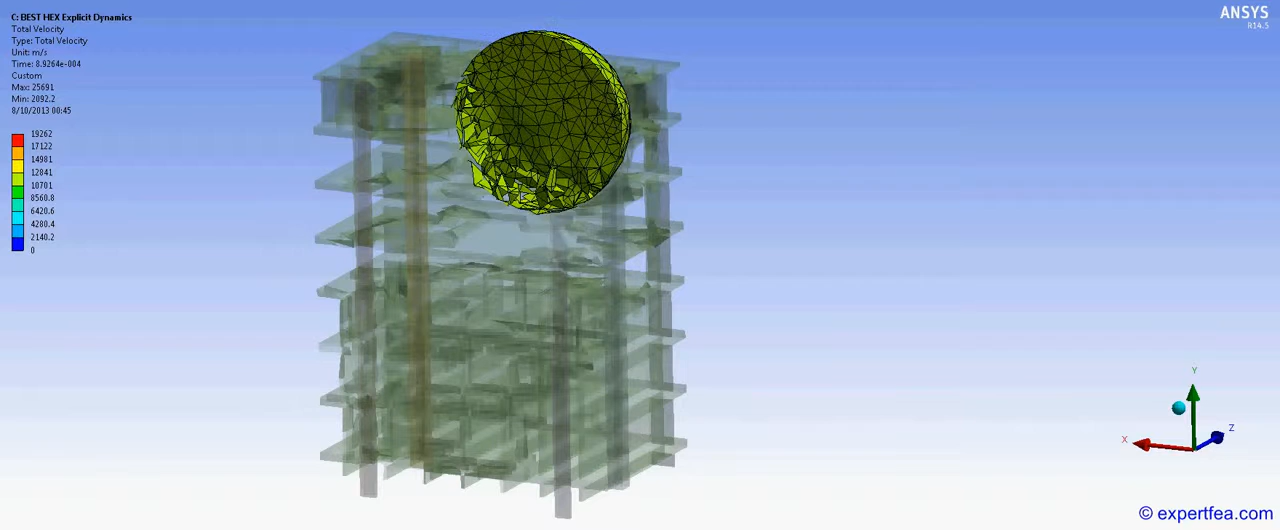 C: BEST HEX Explicit Dynamics
Total Velocity
Type: Total Velocity
Unit: m/s
Time: 8.9264e-004
Custom
Max: 25691
Min: 2092.2
8/10/2013 00:45
19262
17122
14981
12841
10701
8560.8
6420.6
4280.4
2140.2
0
ANSYS
R14.5
Y
X
Z
© expertfea.com